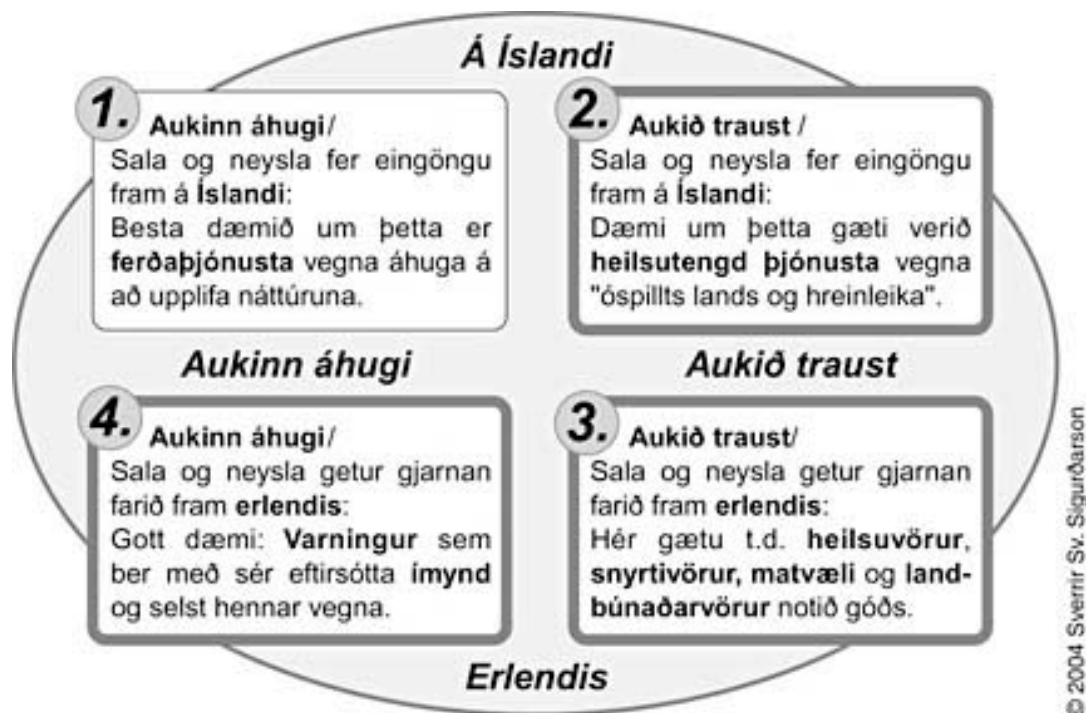 Á Íslandi
1. Aukinn áhugi/
Sala og neysla fer eingöngu
fram á Íslandi:
Besta dæmið um þetta er
ferðaþjónusta vegna áhuga á
að upplifa náttúruna.
2. Aukið traust /
Sala og neysla fer eingöngu
fram á Íslandi:
Dæmi um þetta gæti verið
heilsutengd þjónusta vegna
"óspillts lands og hreinleika".
Aukinn áhugi
Aukið traust
4. Aukinn áhugi/
Sala og neysla getur gjarnan
farið fram erlendis:
Gott dæmi: Varningur sem
ber með sér eftirsótta ímynd
og selst hennar vegna.
3. Aukið traust/
Sala og neysla getur gjarnan
farið fram erlendis:
Hér gætu t.d. heilsuvörur,
snyrtivörur, matvæli og land-
búnaðarvörur notið góðs.
Erlendis
© 2004 Sverrir Sv. Sigurðarson